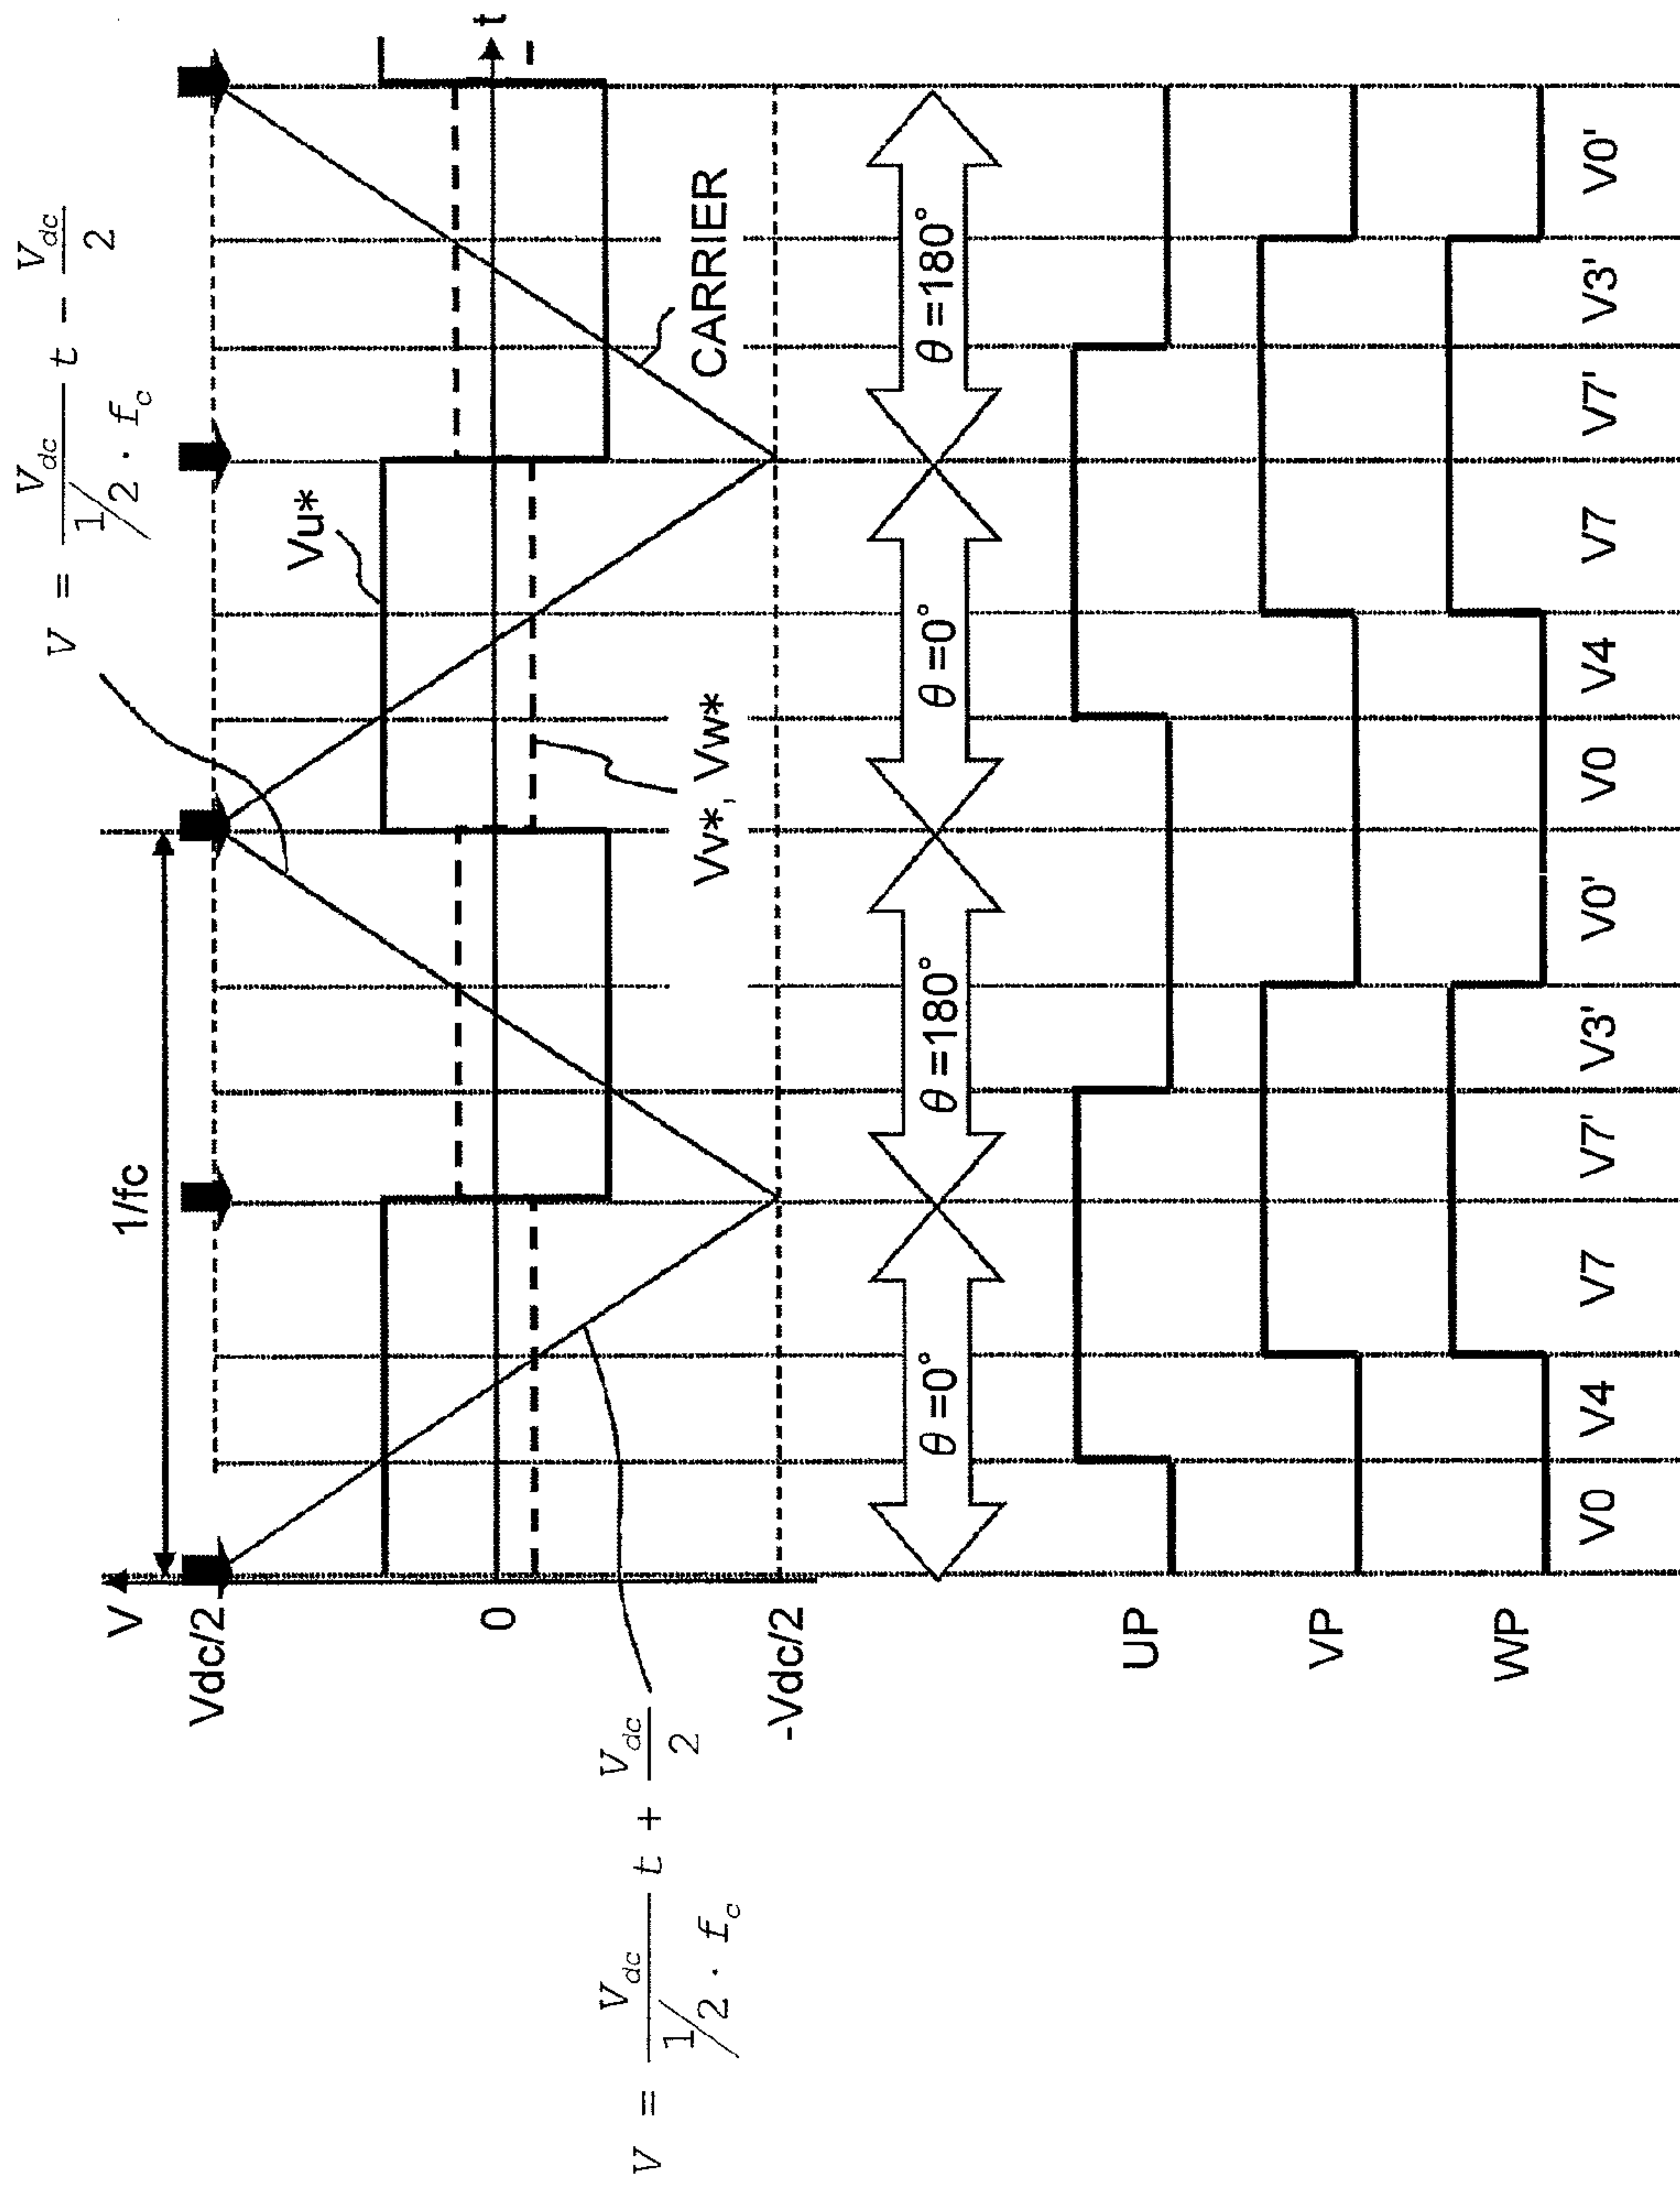 V = V_dc / (1/2 · f_c) t + V_dc / 2
V = V_dc / (1/2 · f_c) t - V_dc / 2
V
1/fc
Vdc/2
Vu*
0
t
Vv*, Vw*
CARRIER
-Vdc/2
θ=0°
θ=180°
θ=0°
θ=180°
UP
VP
WP
V0 V4 V7 V7' V3' V0' V0 V4 V7 V7' V3' V0'